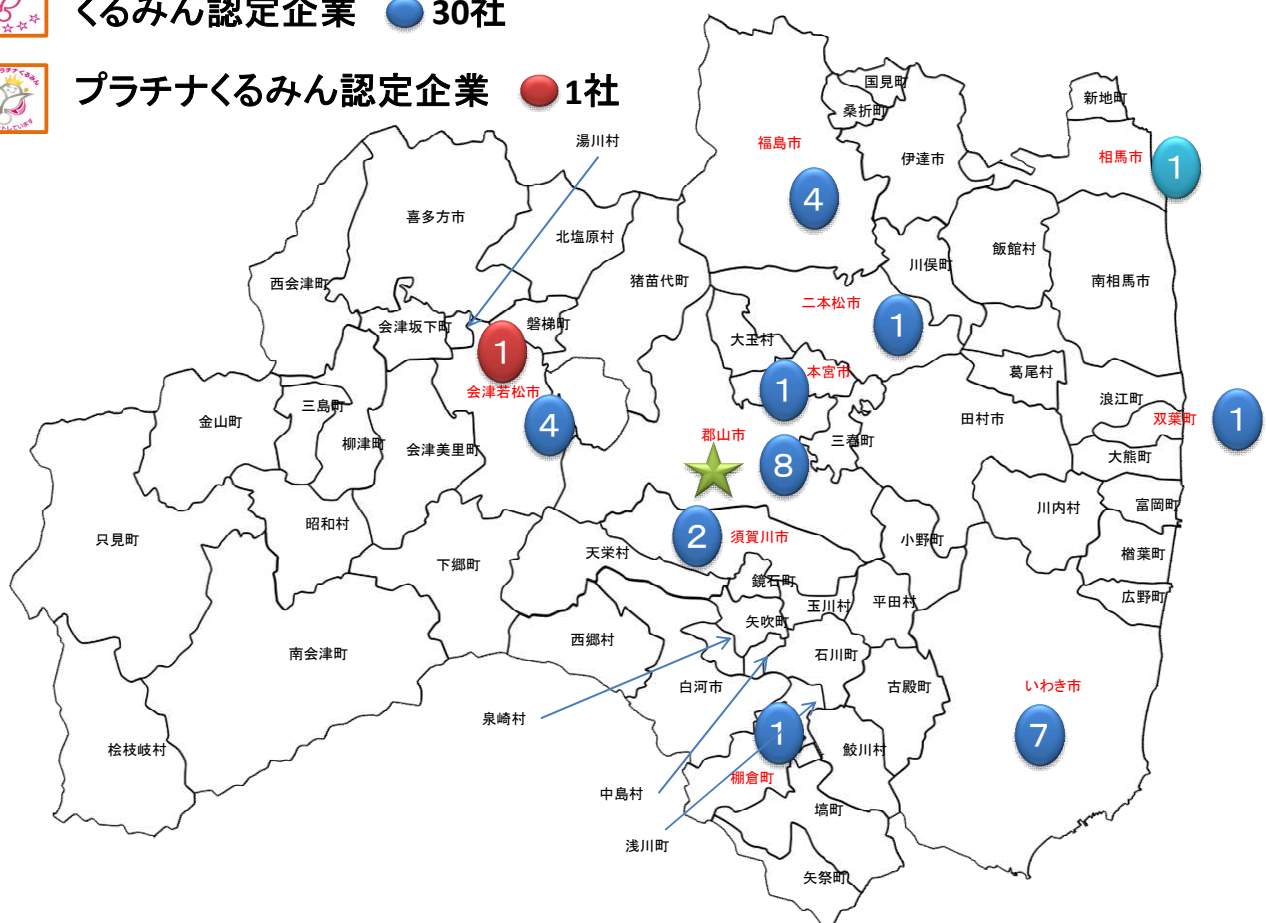 くるみん認定企業 30社
プラチナくるみん認定企業 1社
国見町
桑折町
新地町
湯川村
福島市
伊達市
相馬市
1
4
喜多方市
北塩原村
飯館村
川俣町
猪苗代町
南相馬市
西会津町
二本松市
1
会津坂下町
磐梯町
大玉村
1
本宮市
1
葛尾村
会津若松市
4
浪江町
双葉町
1
三島町
金山町
田村市
柳津町
会津美里町
郡山市
三春町
8
大熊町
富岡町
川内村
昭和村
只見町
2
須賀川市
小野町
天栄村
下郷町
楢葉町
鏡石町
広野町
玉川村
平田村
矢吹町
西郷村
南会津町
石川町
白河市
古殿町
いわき市
泉崎村
1
7
桧枝岐村
鮫川村
棚倉町
中島村
塙町
浅川町
矢祭町